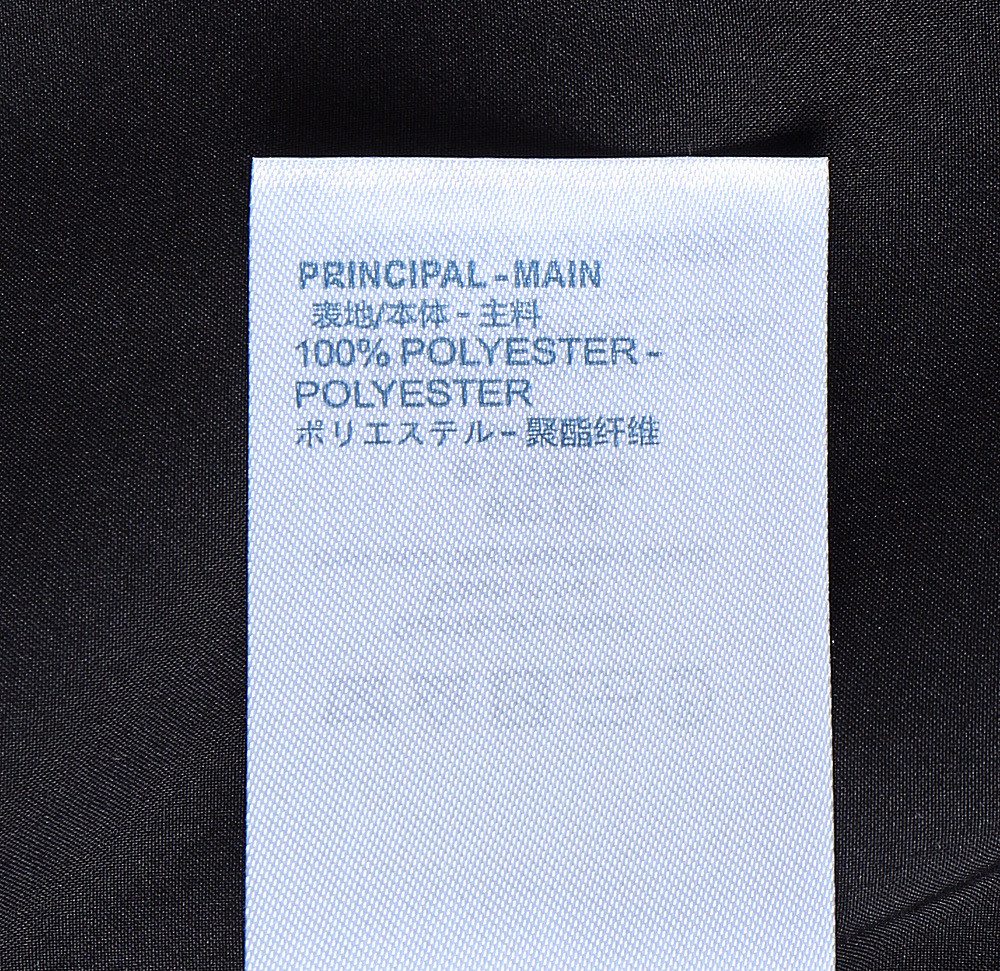 PRINCIPAL - MAIN
表地/本体 - 主料
100% POLYESTER -
POLYESTER
ポリエステル - 聚酯纤维